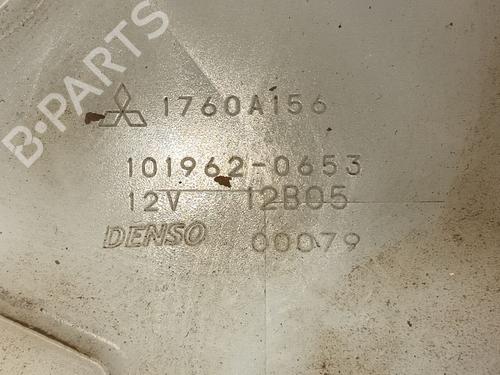 B-PARTS
1760A156
101962-0653
12V 12B05
DENSO 00079